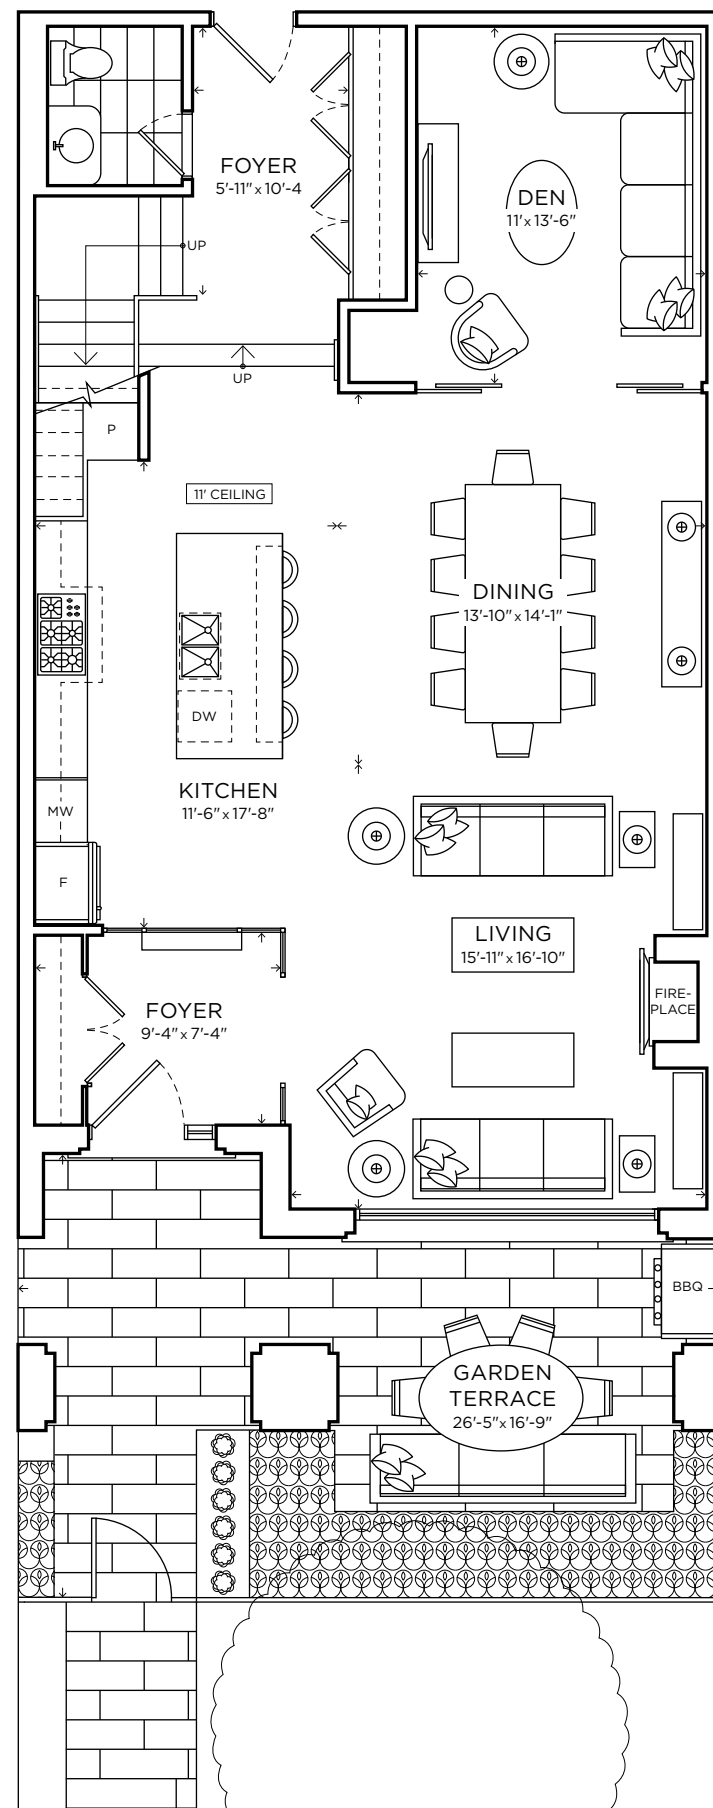 FOYER
5'-11" x 10'-4
DEN
11' x 13'-6"
UP
UP
P
11' CEILING
DINING
13'-10" x 14'-1"
DW
KITCHEN
11'-6" x 17'-8"
MW
F
LIVING
15'-11" x 16'-10"
FIRE-
PLACE
FOYER
9'-4" x 7'-4"
BBQ
GARDEN
TERRACE
26'-5" x 16'-9"